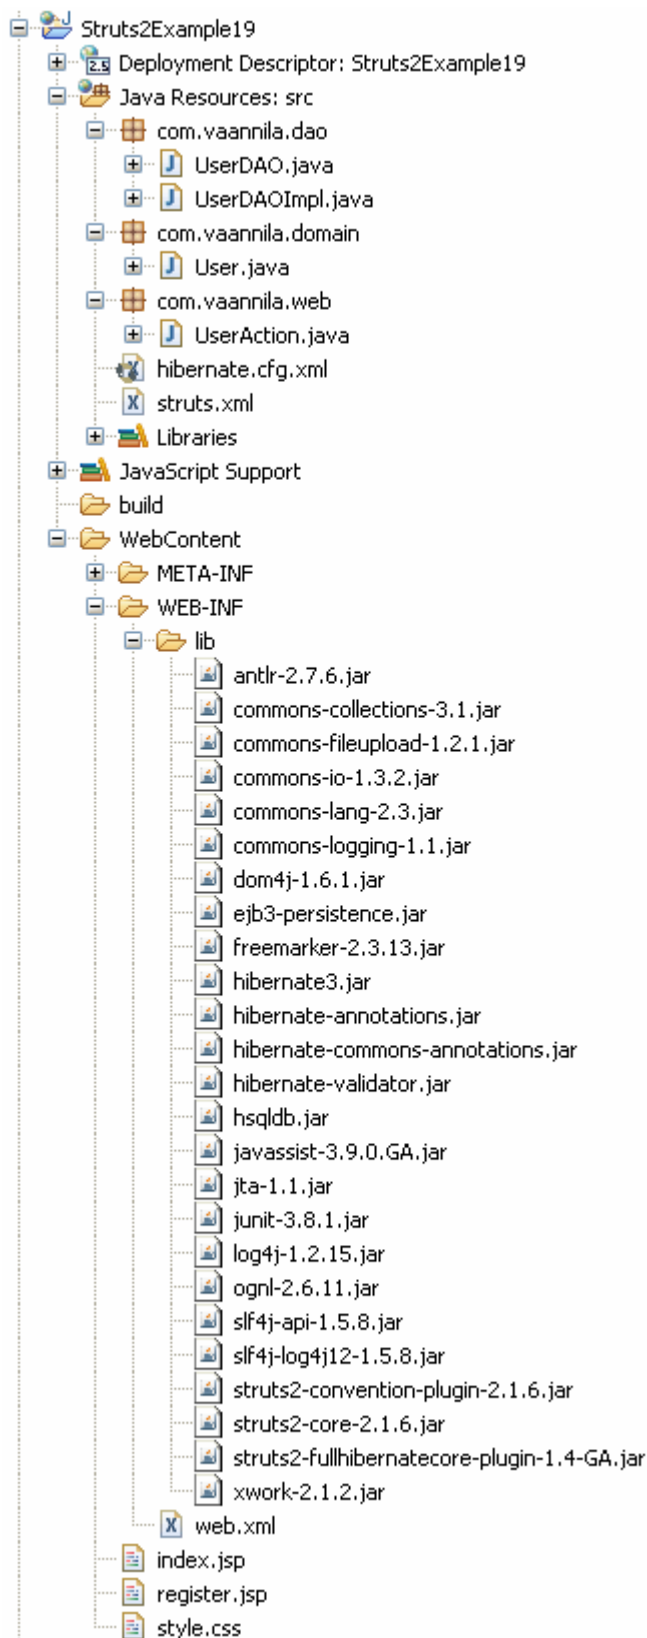 Struts2Example19
Deployment Descriptor: Struts2Example19
Java Resources: src
com.vaannila.dao
UserDAO.java
UserDAOImpl.java
com.vaannila.domain
User.java
com.vaannila.web
UserAction.java
hibernate.cfg.xml
struts.xml
Libraries
JavaScript Support
build
WebContent
META-INF
WEB-INF
lib
antlr-2.7.6.jar
commons-collections-3.1.jar
commons-fileupload-1.2.1.jar
commons-io-1.3.2.jar
commons-lang-2.3.jar
commons-logging-1.1.jar
dom4j-1.6.1.jar
ejb3-persistence.jar
freemarker-2.3.13.jar
hibernate3.jar
hibernate-annotations.jar
hibernate-commons-annotations.jar
hibernate-validator.jar
hsqldb.jar
javassist-3.9.0.GA.jar
jta-1.1.jar
junit-3.8.1.jar
log4j-1.2.15.jar
ognl-2.6.11.jar
slf4j-api-1.5.8.jar
slf4j-log4j12-1.5.8.jar
struts2-convention-plugin-2.1.6.jar
struts2-core-2.1.6.jar
struts2-fullhibernatecore-plugin-1.4-GA.jar
xwork-2.1.2.jar
web.xml
index.jsp
register.jsp
style.css